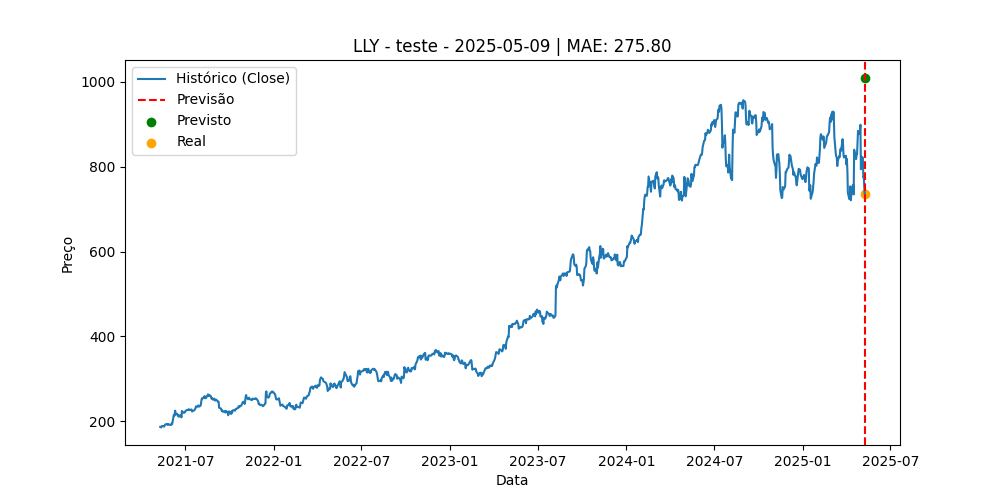 LLY - teste - 2025-05-09 | MAE: 275.80
Histórico (Close)
Previsão
Previsto
Real
Preço
1000
800
600
400
200
2021-07
2022-01
2022-07
2023-01
2023-07
2024-01
2024-07
2025-01
2025-07
Data